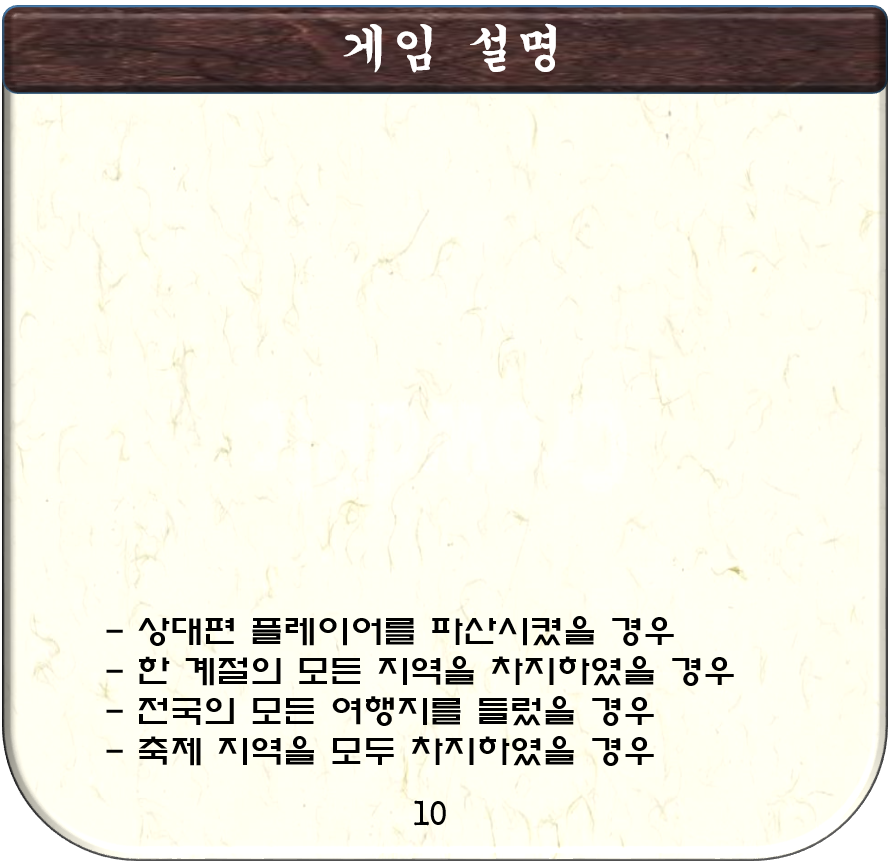 게임 설명
- 상대편 플레이어를 파산시켰을 경우
- 한 계절의 모든 지역을 차지하였을 경우
- 전국의 모든 여행지를 들렀을 경우
- 축제 지역을 모두 차지하였을 경우
10